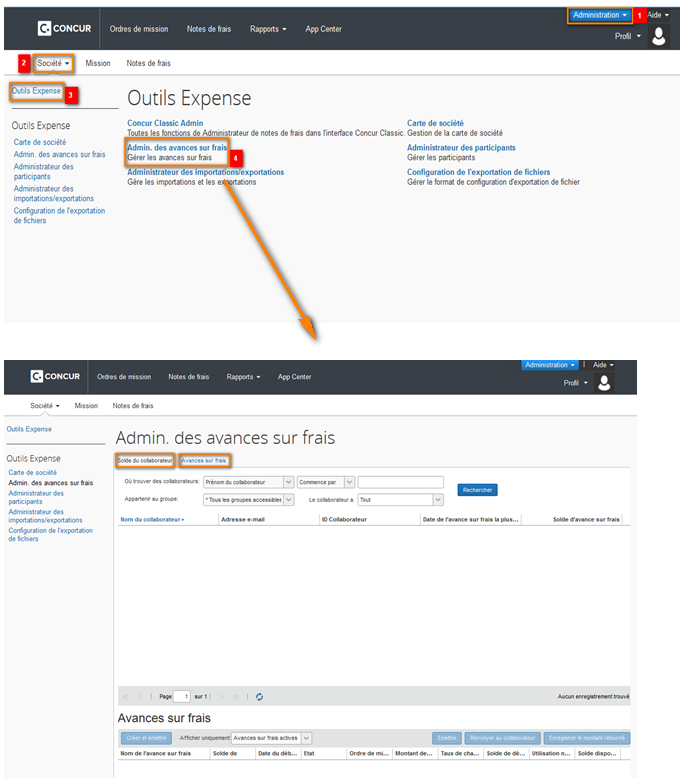 Administration
1
Aide
CONCUR
Ordres de mission
Notes de frais
Rapports
App Center
Profil
2
Société
Mission
Notes de frais
Outils Expense
3
Outils Expense
Outils Expense
Carte de société
Admin. des avances sur frais
Administrateur des
participants
Administrateur des
importations/exportations
Configuration de l'exportation
de fichiers
Concur Classic Admin
Toutes les fonctions de Administrateur de notes de frais dans l'interface Concur Classic.
Carte de société
Gestion de la carte de société
Admin. des avances sur frais
Gérer les avances sur frais
4
Administrateur des participants
Gérer les participants
Administrateur des importations/exportations
Gére les importations et les exportations
Configuration de l'exportation de fichiers
Gérer le format de configuration d'exportation de fichier
Administration
Aide
CONCUR
Ordres de mission
Notes de frais
Rapports
App Center
Profil
Société
Mission
Notes de frais
Outils Expense
Outils Expense
Carte de société
Admin. des avances sur frais
Administrateur des
participants
Administrateur des
importations/exportations
Configuration de l'exportation
de fichiers
Admin. des avances sur frais
Solde du collaborateur
Avances sur frais
Où trouver des collaborateurs:
Prénom du collaborateur
Commence par
Rechercher
Appartenir au groupe:
* Tous les groupes accessibles
Le collaborateur a:
Tout
Nom du collaborateur
Adresse e-mail
ID Collaborateur
Date de l'avance sur frais la plus...
Solde d'avance sur frais
Page 1 sur 1
Aucun enregistrement trouvé
Avances sur frais
Créer et émettre
Afficher uniquement
Avances sur frais actives
Emettre
Renvoyer au collaborateur
Enregistrer le montant retourné
Nom de l'avance sur frais
Solde de
Date du déb...
Etat
Ordre de mi...
Montant de...
Taux de cha...
Solde de dé...
Utilisation n...
Solde dispo...